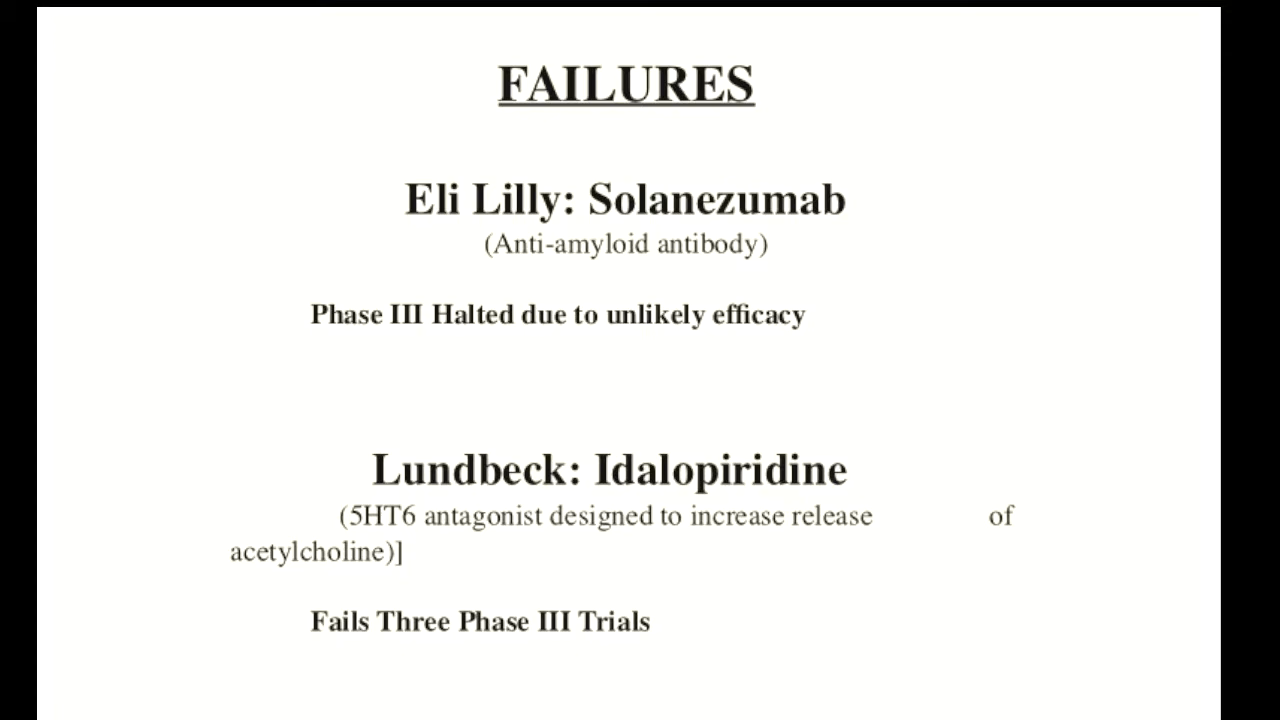 FAILURES
Eli Lilly: Solanezumab
(Anti-amyloid antibody)
Phase III Halted due to unlikely efficacy
Lundbeck: Idalopiridine
(5HT6 antagonist designed to increase release of
acetylcholine)]
Fails Three Phase III Trials